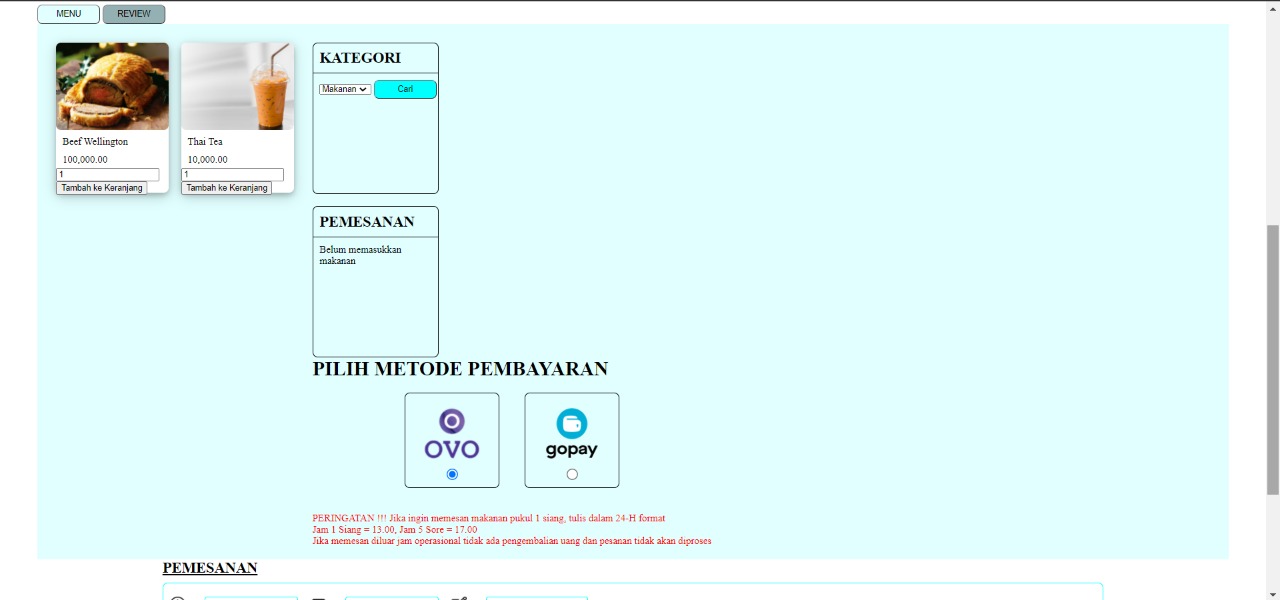 MENU REVIEW
KATEGORI
Makanan Cari
Beef Wellington
100,000.00
1
Tambah ke Keranjang
Thai Tea
10,000.00
1
Tambah ke Keranjang
PEMESANAN
Belum memasukkan
makanan
PILIH METODE PEMBAYARAN
OVO
gopay
PERINGATAN !!! Jika ingin memesan makanan pukul 1 siang, tulis dalam 24-H format
Jam 1 Siang = 13.00, Jam 5 Sore = 17.00
Jika memesan diluar jam operasional tidak ada pengembalian uang dan pesanan tidak akan diproses
PEMESANAN